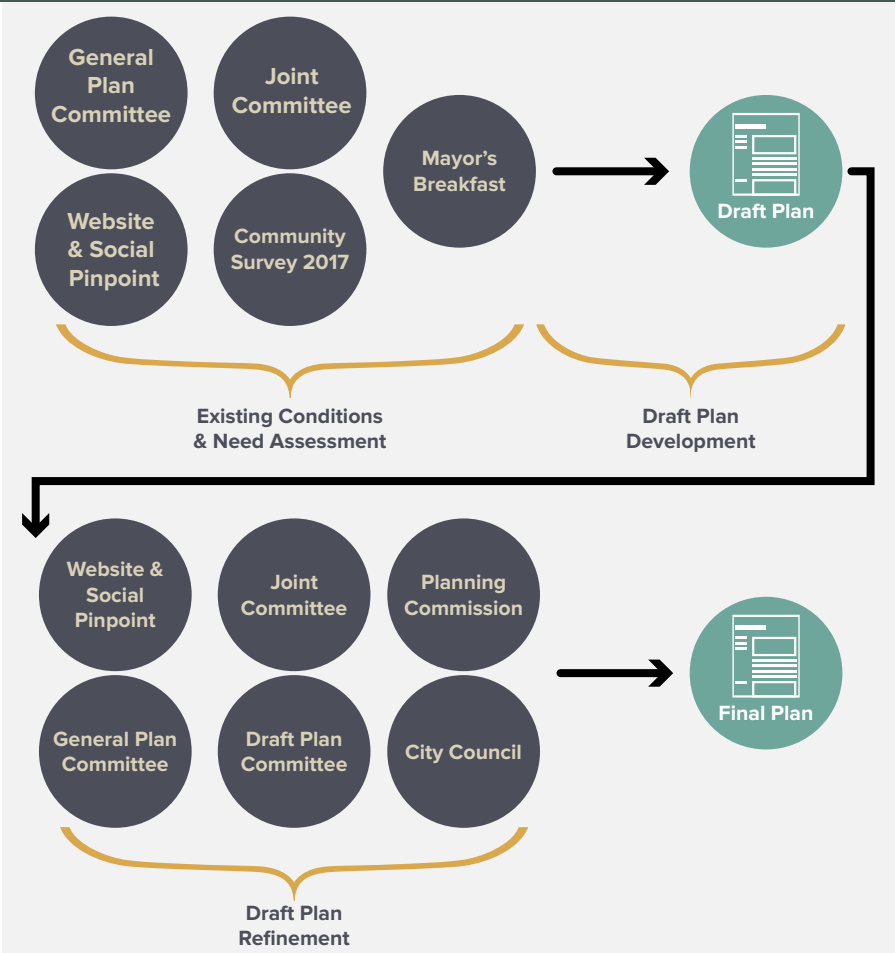 General
Plan
Committee
Joint
Committee
Mayor's
Breakfast
Website
& Social
Pinpoint
Community
Survey 2017
Draft Plan
Existing Conditions
& Need Assessment
Draft Plan
Development
Website &
Social
Pinpoint
Joint
Committee
Planning
Commission
General Plan
Committee
Draft Plan
Committee
City Council
Final Plan
Draft Plan
Refinement